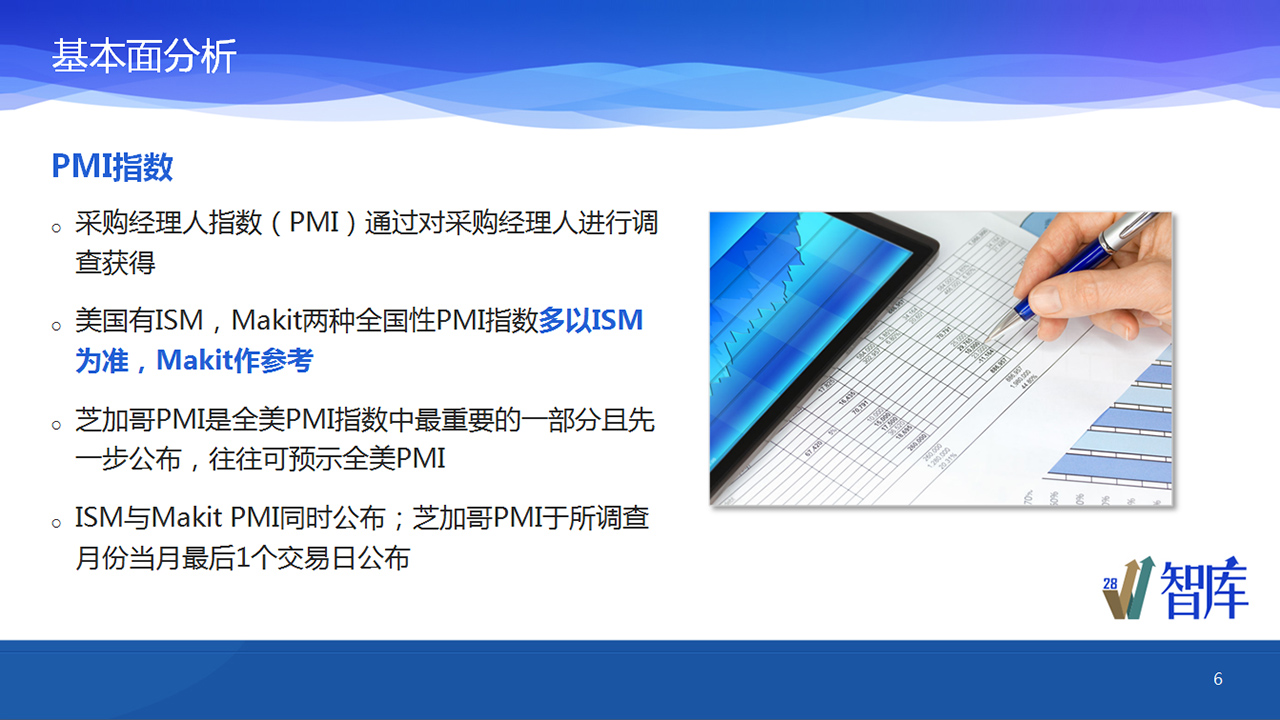 基本面分析
PMI指数
。采购经理人指数（PMI）通过对采购经理人进行调
查获得
。美国有ISM，Makit两种全国性PMI指数多以ISM
为准，Makit作参考
。芝加哥PMI是全美PMI指数中最重要的一部分且先
一步公布，往往可预示全美PMI
。ISM与Makit PMI同时公布；芝加哥PMI于所调查
月份当月最后1个交易日公布
28
智库
6